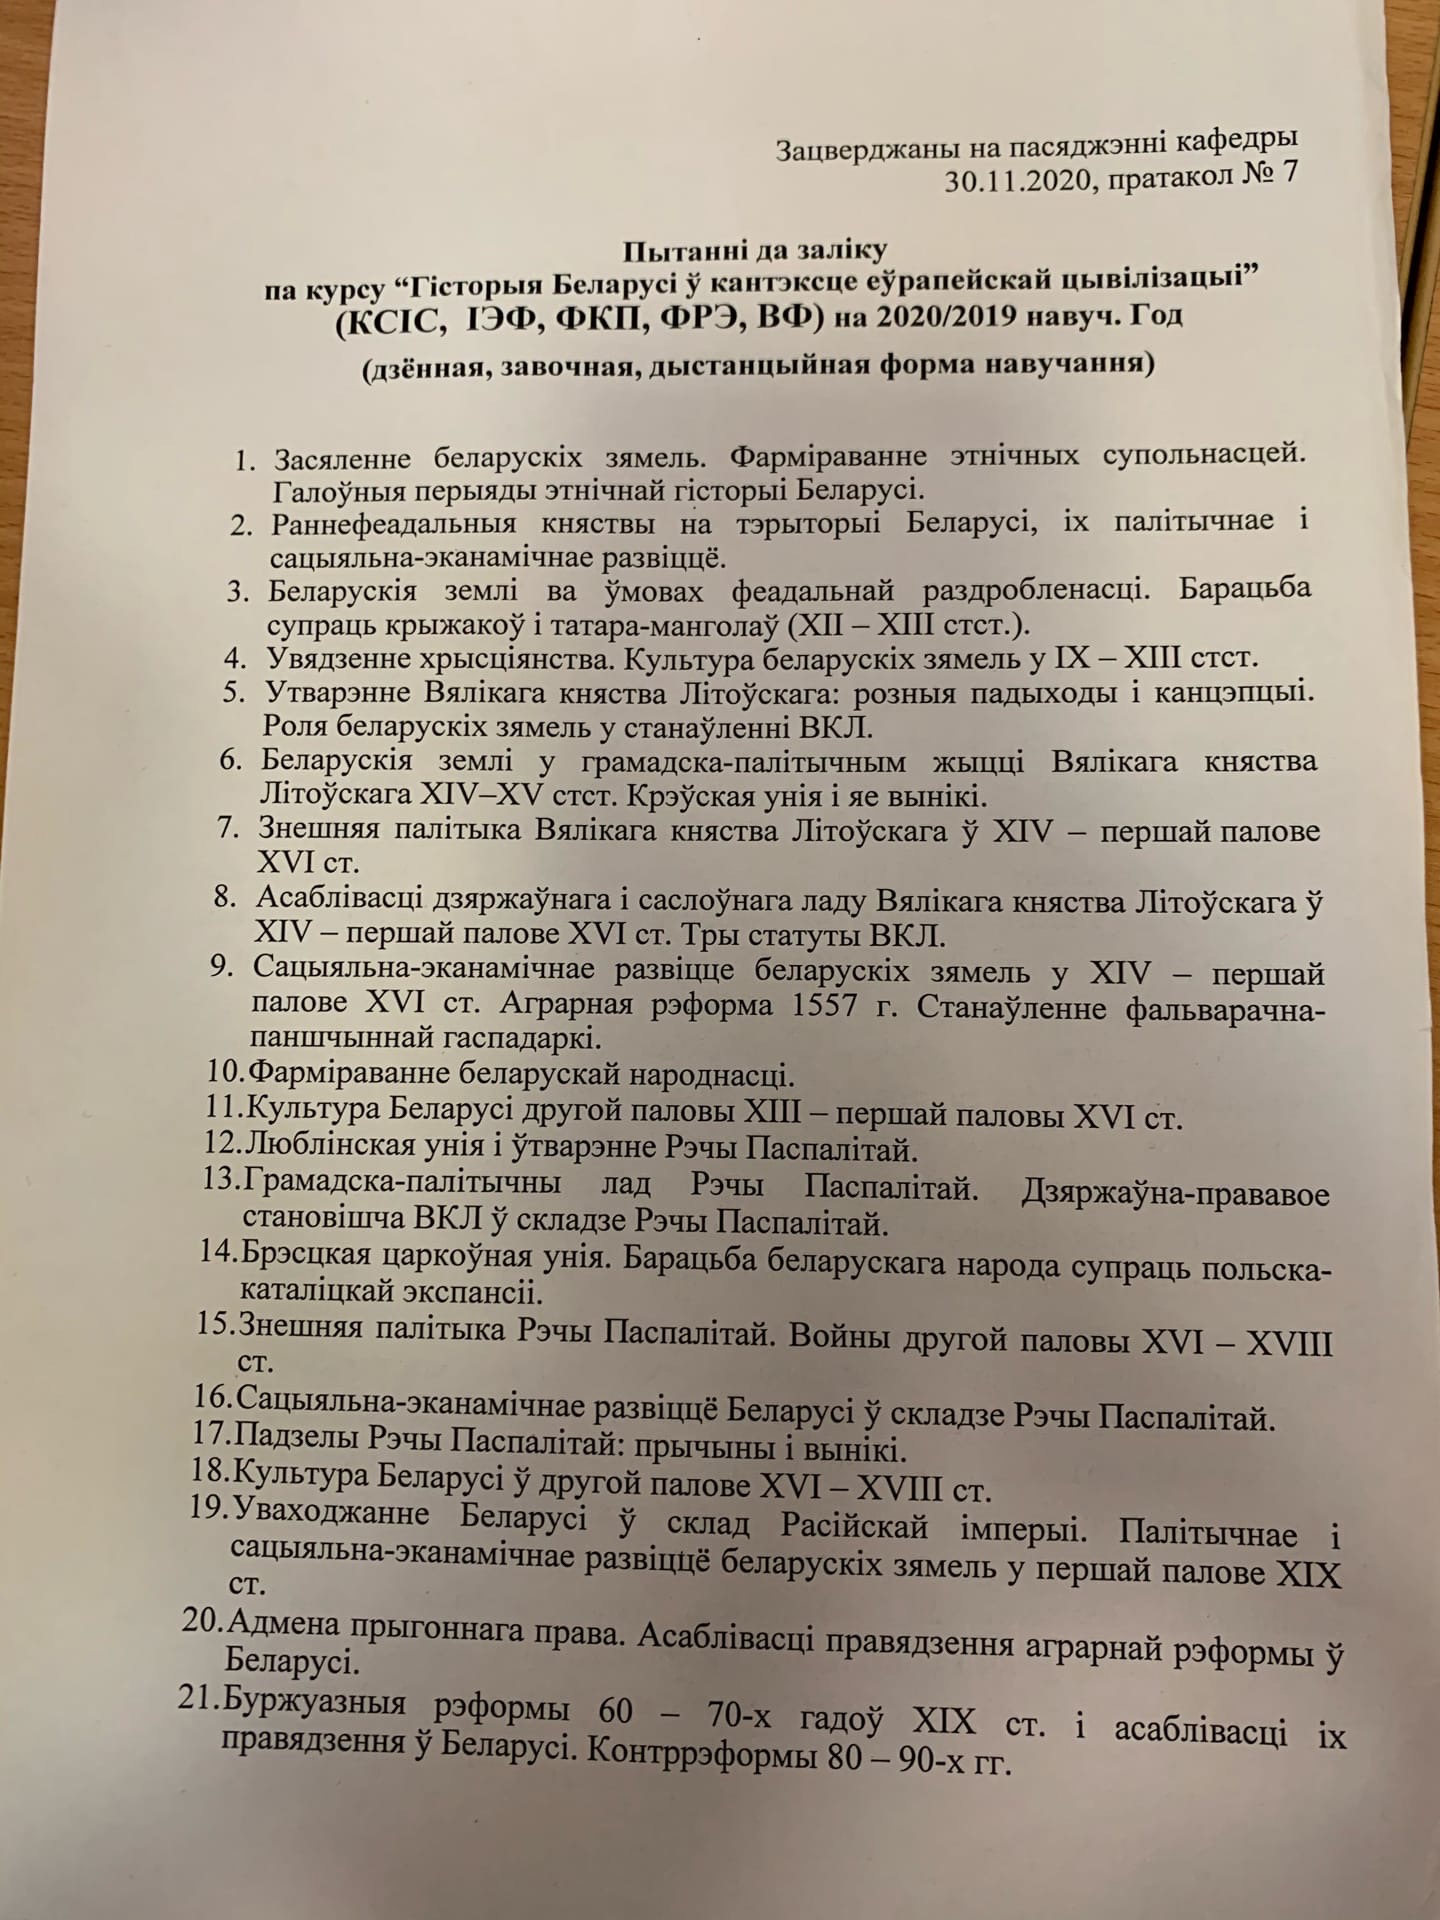 Зацверджаны на пасяджэнні кафедры
30.11.2020, пратакол № 7
Пытанні да заліку
па курсу “Гісторыя Беларусі ў кантэксце еўрапейскай цывілізацыі”
(КСІС, ІЭФ, ФКП, ФРЭ, ВФ) на 2020/2019 навуч. Год
(дзённая, завочная, дыстанцыйная форма навучання)
1. Засяленне беларускіх зямель. Фарміраванне этнічных супольнасцей.
Галоўныя перыяды этнічнай гісторыі Беларусі.
2. Раннефеадальныя княствы на тэрыторыі Беларусі, іх палітычнае і
сацыяльна-эканамічнае развіццё.
3. Беларускія землі ва ўмовах феадальнай раздробленасці. Барацьба
супраць крыжакоў і татара-манголаў (XII – XIII стст.).
4. Увядзенне хрысціянства. Культура беларускіх зямель у IX – XIII стст.
5. Утварэнне Вялікага княства Літоўскага: розныя падыходы і канцэпцыі.
Роля беларускіх зямель у станаўленні ВКЛ.
6. Беларускія землі у грамадска-палітычным жыцці Вялікага княства
Літоўскага XIV–XV стст. Крэўская унія і яе вынікі.
7. Знешняя палітыка Вялікага княства Літоўскага ў XIV – першай палове
XVI ст.
8. Асаблівасці дзяржаўнага і саслоўнага ладу Вялікага княства Літоўскага ў
XIV – першай палове XVI ст. Тры статуты ВКЛ.
9. Сацыяльна-эканамічнае развіцце беларускіх зямель у XIV – першай
палове XVI ст. Аграрная рэформа 1557 г. Станаўленне фальварачна-
паншчыннай гаспадаркі.
10.Фарміраванне беларускай народнасці.
11.Культура Беларусі другой паловы XIII – першай паловы XVI ст.
12.Люблінская унія і ўтварэнне Рэчы Паспалітай.
13.Грамадска-палітычны лад Рэчы Паспалітай. Дзяржаўна-прававое
становішча ВКЛ ў складзе Рэчы Паспалітай.
14.Брэсцкая царкоўная унія. Барацьба беларускага народа супраць польска-
каталіцкай экспансіі.
15.Знешняя палітыка Рэчы Паспалітай. Войны другой паловы XVI – XVIII
ст.
16.Сацыяльна-эканамічнае развіццё Беларусі ў складзе Рэчы Паспалітай.
17.Падзелы Рэчы Паспалітай: прычыны і вынікі.
18.Культура Беларусі ў другой палове XVI – XVIII ст.
19.Уваходжанне Беларусі ў склад Расійскай імперыі. Палітычнае і
сацыяльна-эканамічнае развіццё беларускіх зямель у першай палове XIX
ст.
20.Адмена прыгоннага права. Асаблівасці правядзення аграрнай рэформы ў
Беларусі.
21.Буржуазныя рэформы 60 – 70-х гадоў XIX ст. і асаблівасці іх
правядзення ў Беларусі. Контррэформы 80 – 90-х гг.